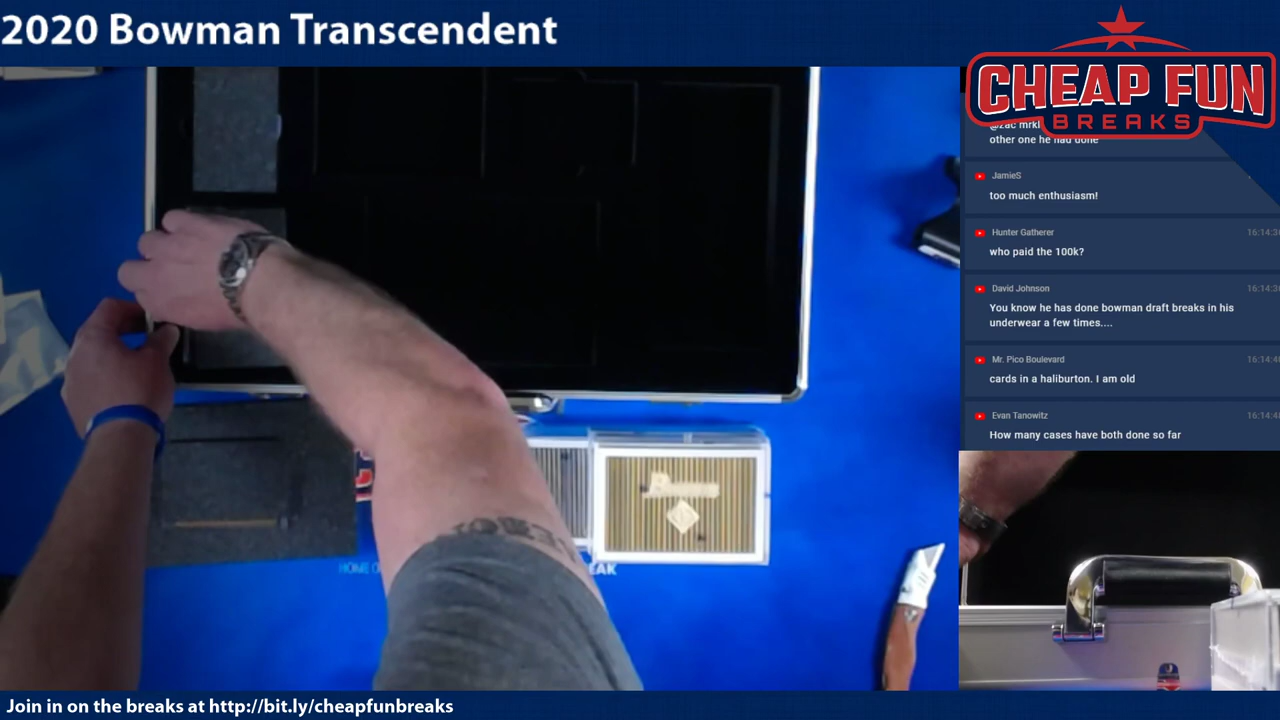 2020 Bowman Transcendent
CHEAP FUN
BREAKS
other one he had done
JamieS
too much enthusiasm!
Hunter Gatherer
who paid the 100k?
David Johnson
You know he has done bowman draft breaks in his
underwear a few times....
Mr. Pico Boulevard
cards in a haliburton. I am old
Evan Tanowitz
How many cases have both done so far
Join in on the breaks at http://bit.ly/cheapfunbreaks